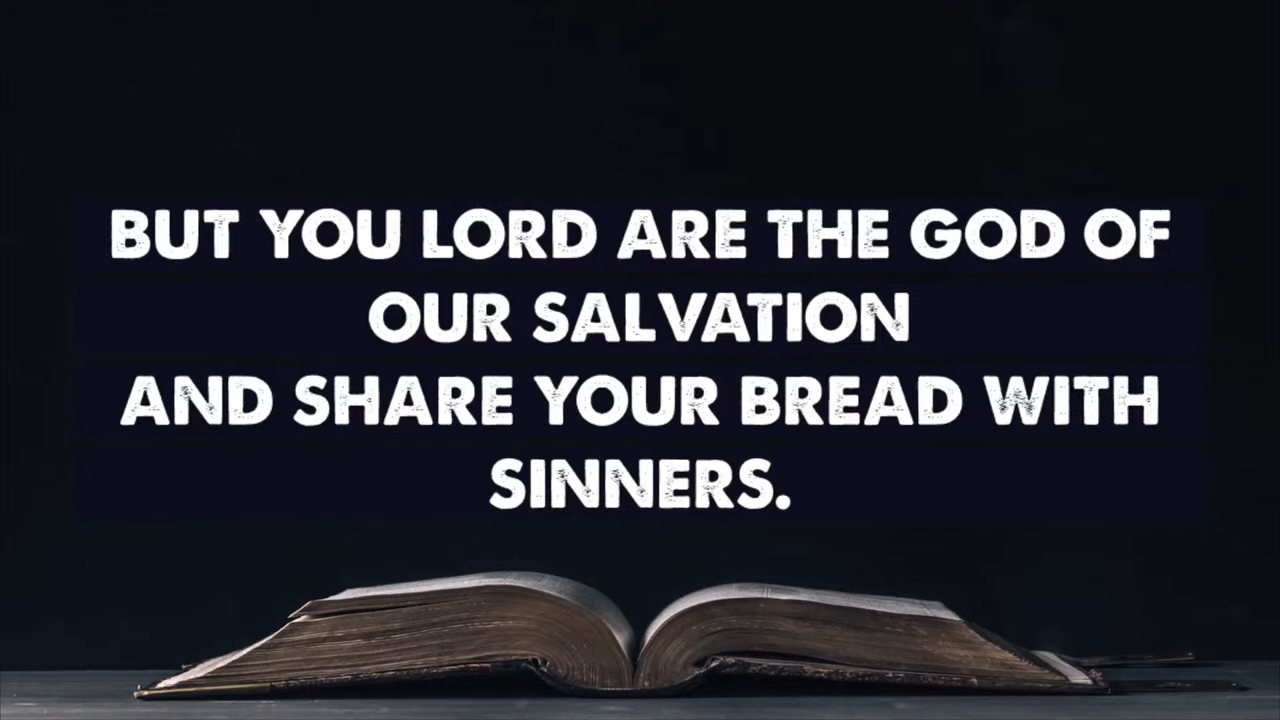 BUT YOU LORD ARE THE GOD OF
OUR SALVATION
AND SHARE YOUR BREAD WITH
SINNERS.